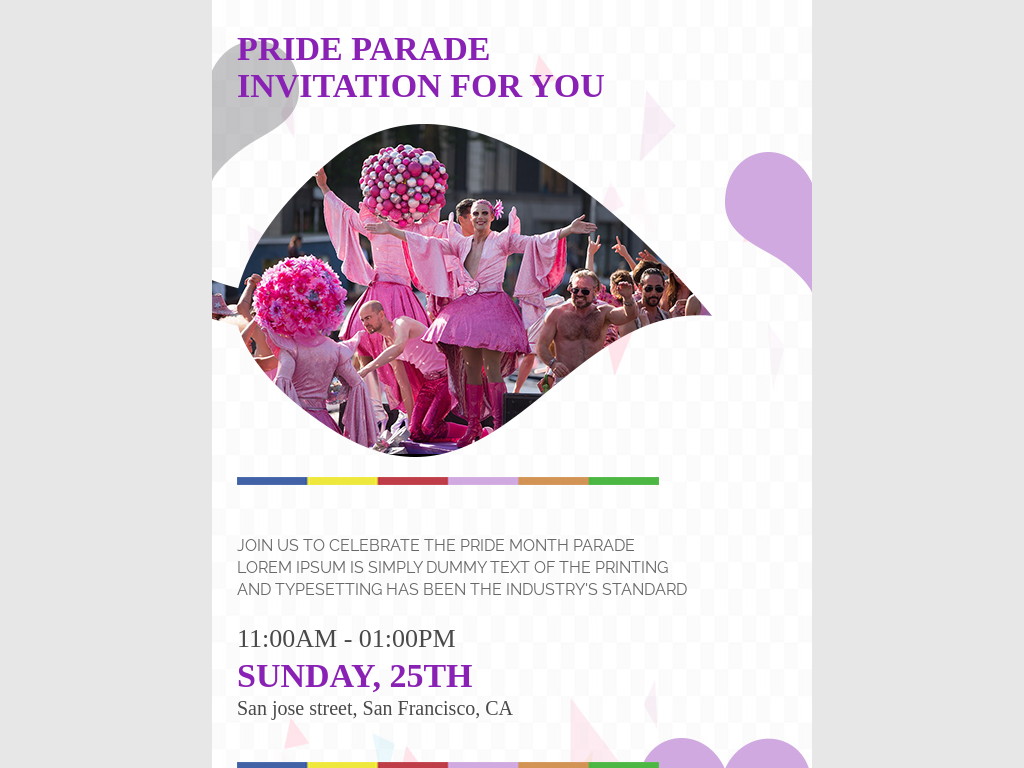 PRIDE PARADE
INVITATION FOR YOU
JOIN US TO CELEBRATE THE PRIDE MONTH PARADE
LOREM IPSUM IS SIMPLY DUMMY TEXT OF THE PRINTING
AND TYPESETTING HAS BEEN THE INDUSTRY'S STANDARD
11:00AM - 01:00PM
SUNDAY, 25TH
San jose street, San Francisco, CA